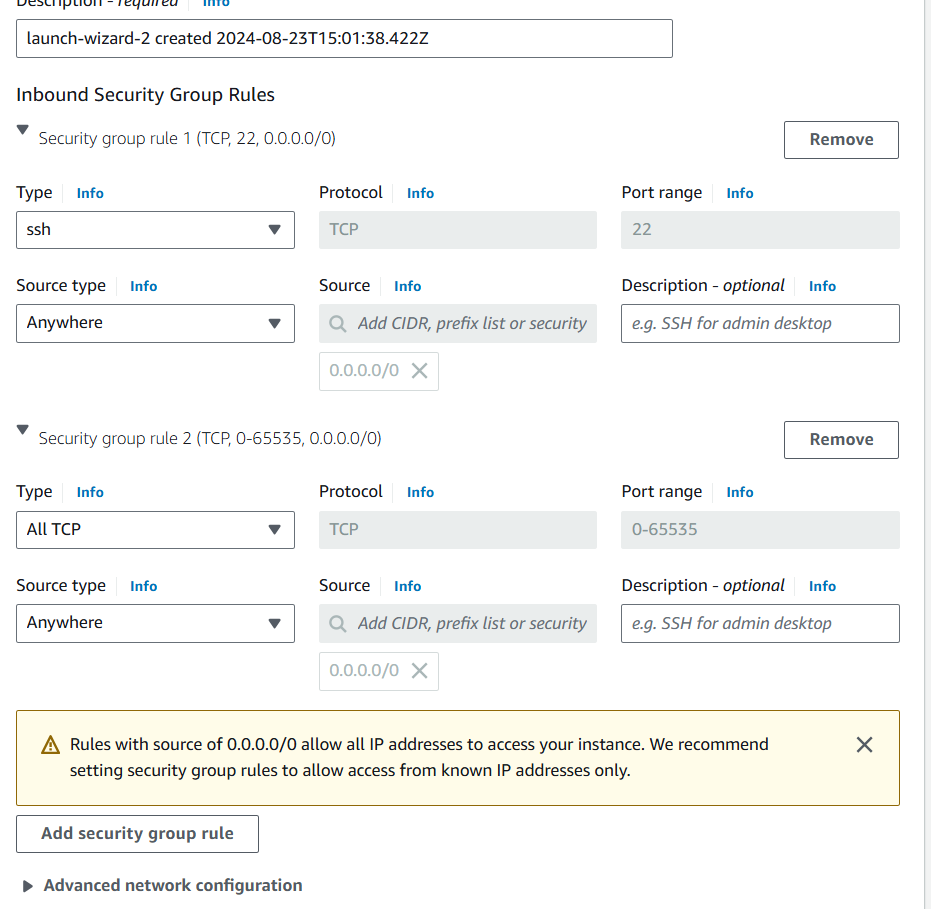 Description - required Info
launch-wizard-2 created 2024-08-23T15:01:38.422Z
Inbound Security Group Rules
Security group rule 1 (TCP, 22, 0.0.0.0/0)
Remove
Type Info Protocol Info Port range Info
ssh TCP 22
Source type Info Source Info Description - optional Info
Anywhere Add CIDR, prefix list or security e.g. SSH for admin desktop
0.0.0.0/0
Security group rule 2 (TCP, 0-65535, 0.0.0.0/0)
Remove
Type Info Protocol Info Port range Info
All TCP TCP 0-65535
Source type Info Source Info Description - optional Info
Anywhere Add CIDR, prefix list or security e.g. SSH for admin desktop
0.0.0.0/0
Rules with source of 0.0.0.0/0 allow all IP addresses to access your instance. We recommend
setting security group rules to allow access from known IP addresses only.
Add security group rule
Advanced network configuration